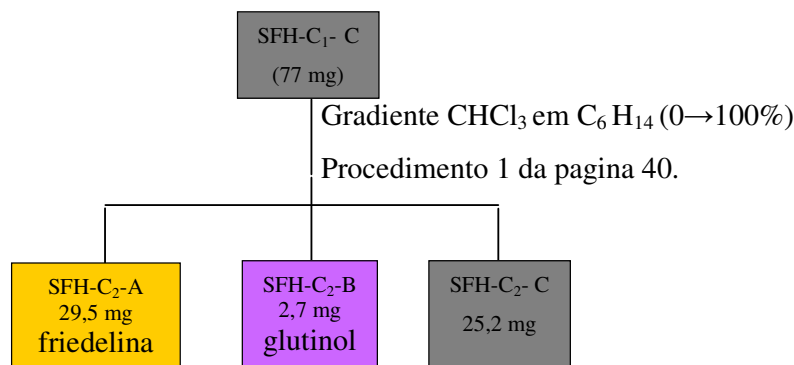 SFH-C₁- C
(77 mg)
Gradiente CHCl₃ em C₆ H₁₄ (0→100%)
Procedimento 1 da pagina 40.
SFH-C₂-A
29,5 mg
friedelina
SFH-C₂-B
2,7 mg
glutinol
SFH-C₂- C
25,2 mg